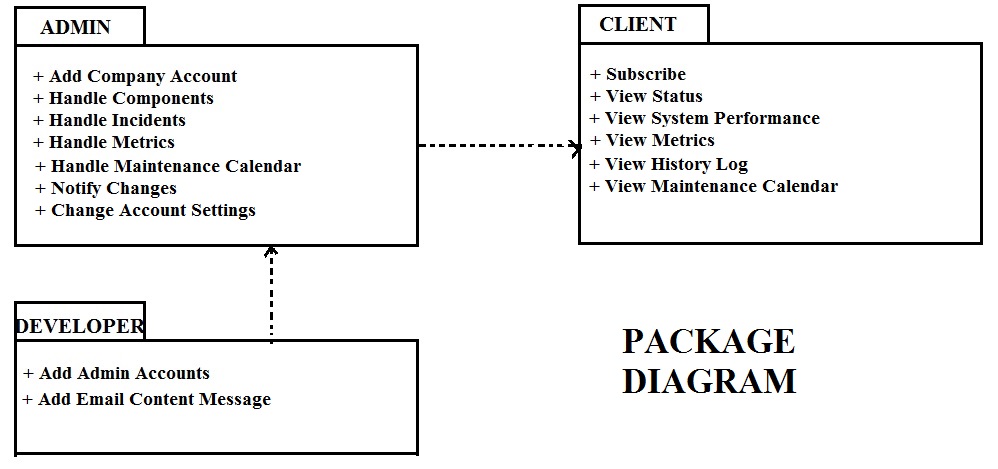 ADMIN
+ Add Company Account
+ Handle Components
+ Handle Incidents
+ Handle Metrics
+ Handle Maintenance Calendar
+ Notify Changes
+ Change Account Settings
CLIENT
+ Subscribe
+ View Status
+ View System Performance
+ View Metrics
+ View History Log
+ View Maintenance Calendar
DEVELOPER
+ Add Admin Accounts
+ Add Email Content Message
PACKAGE
DIAGRAM